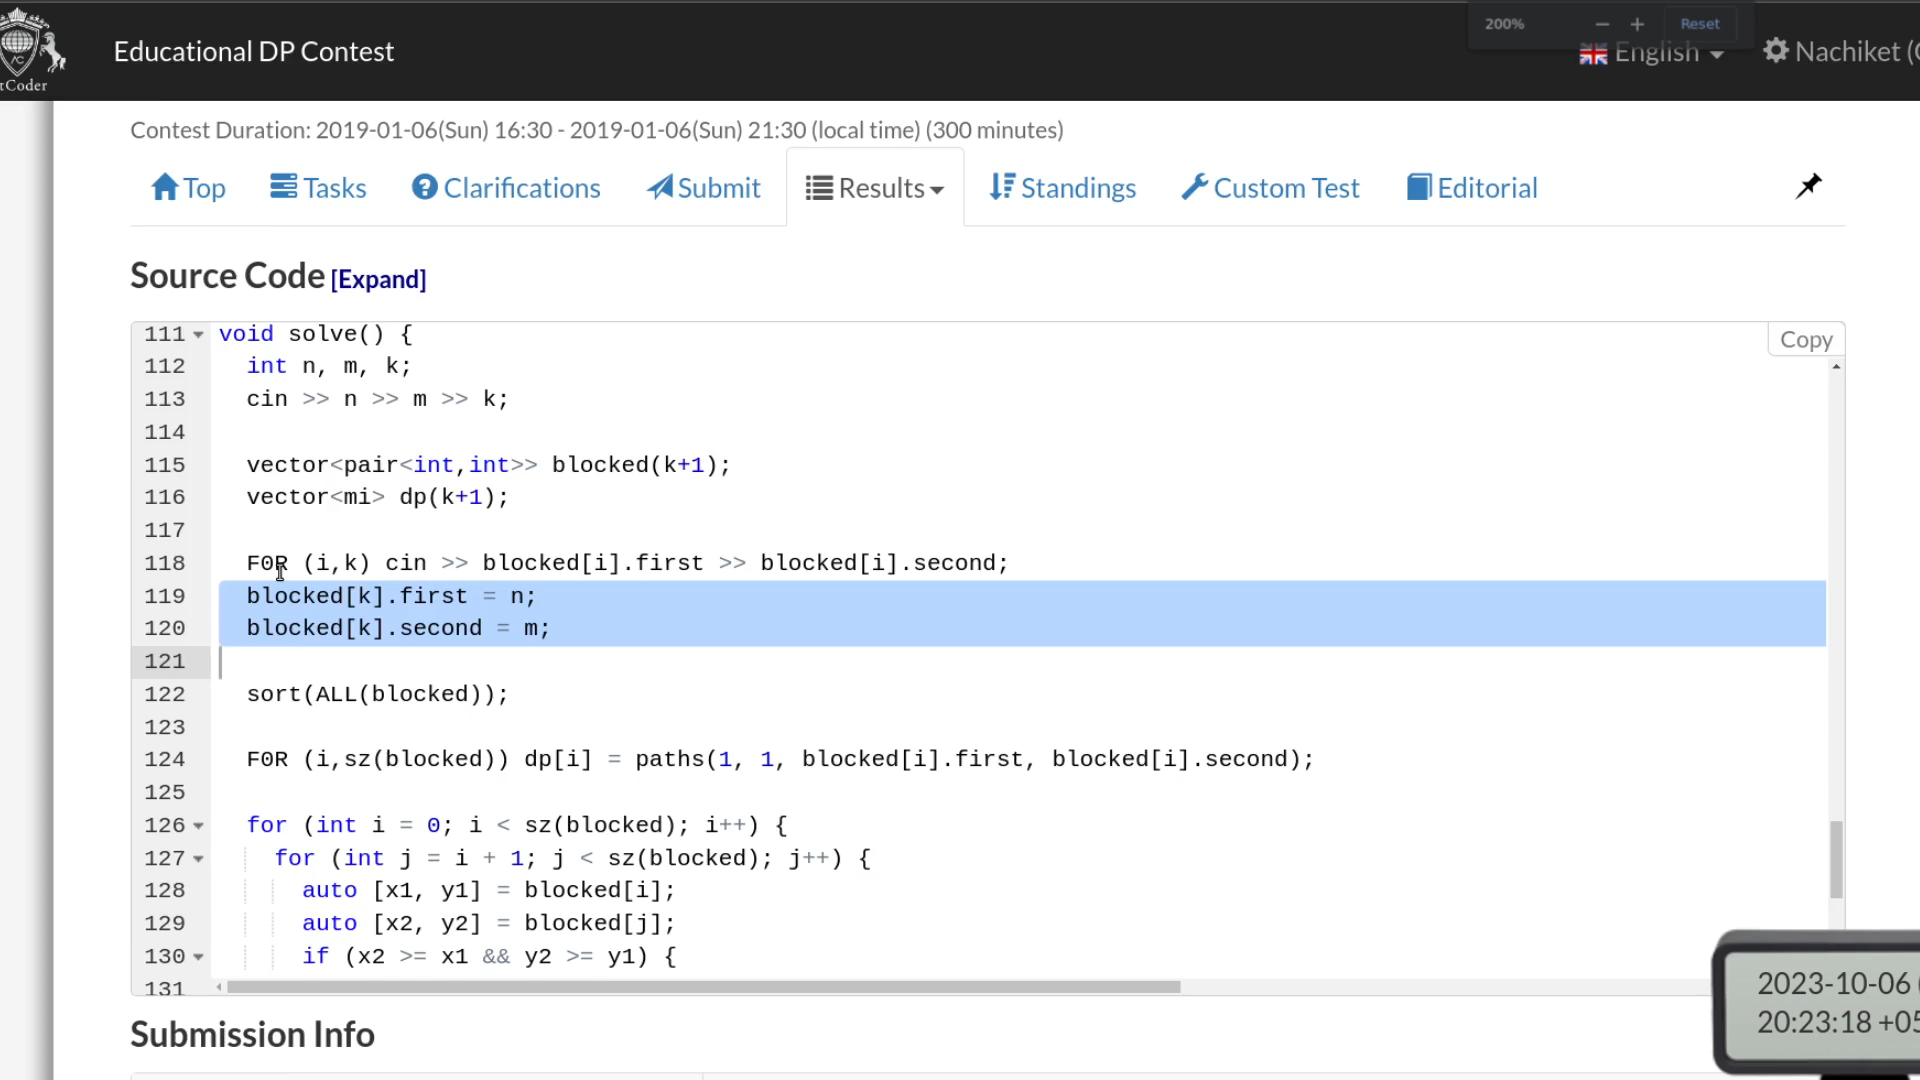 200% − + Reset
AC
tCoder
Educational DP Contest
English
Nachiket (
Contest Duration: 2019-01-06(Sun) 16:30 - 2019-01-06(Sun) 21:30 (local time) (300 minutes)
Top Tasks Clarifications Submit Results Standings Custom Test Editorial
Source Code [Expand]
Copy
111 void solve() {
112 int n, m, k;
113 cin >> n >> m >> k;
114
115 vector<pair<int,int>> blocked(k+1);
116 vector<mi> dp(k+1);
117
118 F0R (i,k) cin >> blocked[i].first >> blocked[i].second;
119 blocked[k].first = n;
120 blocked[k].second = m;
121
122 sort(ALL(blocked));
123
124 F0R (i,sz(blocked)) dp[i] = paths(1, 1, blocked[i].first, blocked[i].second);
125
126 for (int i = 0; i < sz(blocked); i++) {
127 for (int j = i + 1; j < sz(blocked); j++) {
128 auto [x1, y1] = blocked[i];
129 auto [x2, y2] = blocked[j];
130 if (x2 >= x1 && y2 >= y1) {
131
Submission Info
2023-10-06
20:23:18 +05